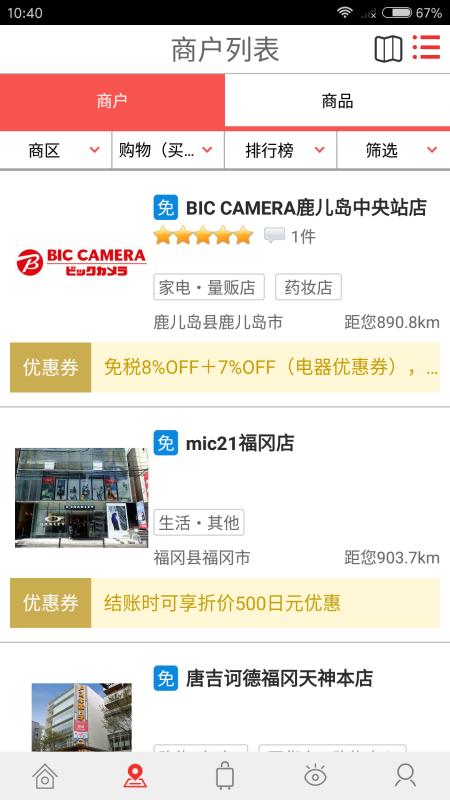 10:40
67%
商户列表
商户
商品
商区
购物（买...
排行榜
筛选
免 BIC CAMERA鹿儿岛中央站店
1件
BIC CAMERA
ビックカメラ
家电・量贩店
药妆店
鹿儿岛县鹿儿岛市
距您890.8km
优惠券
免税8%OFF＋7%OFF（电器优惠券），...
免 mic21福冈店
生活・其他
福冈县福冈市
距您903.7km
优惠券
结账时可享折价500日元优惠
免 唐吉诃德福冈天神本店